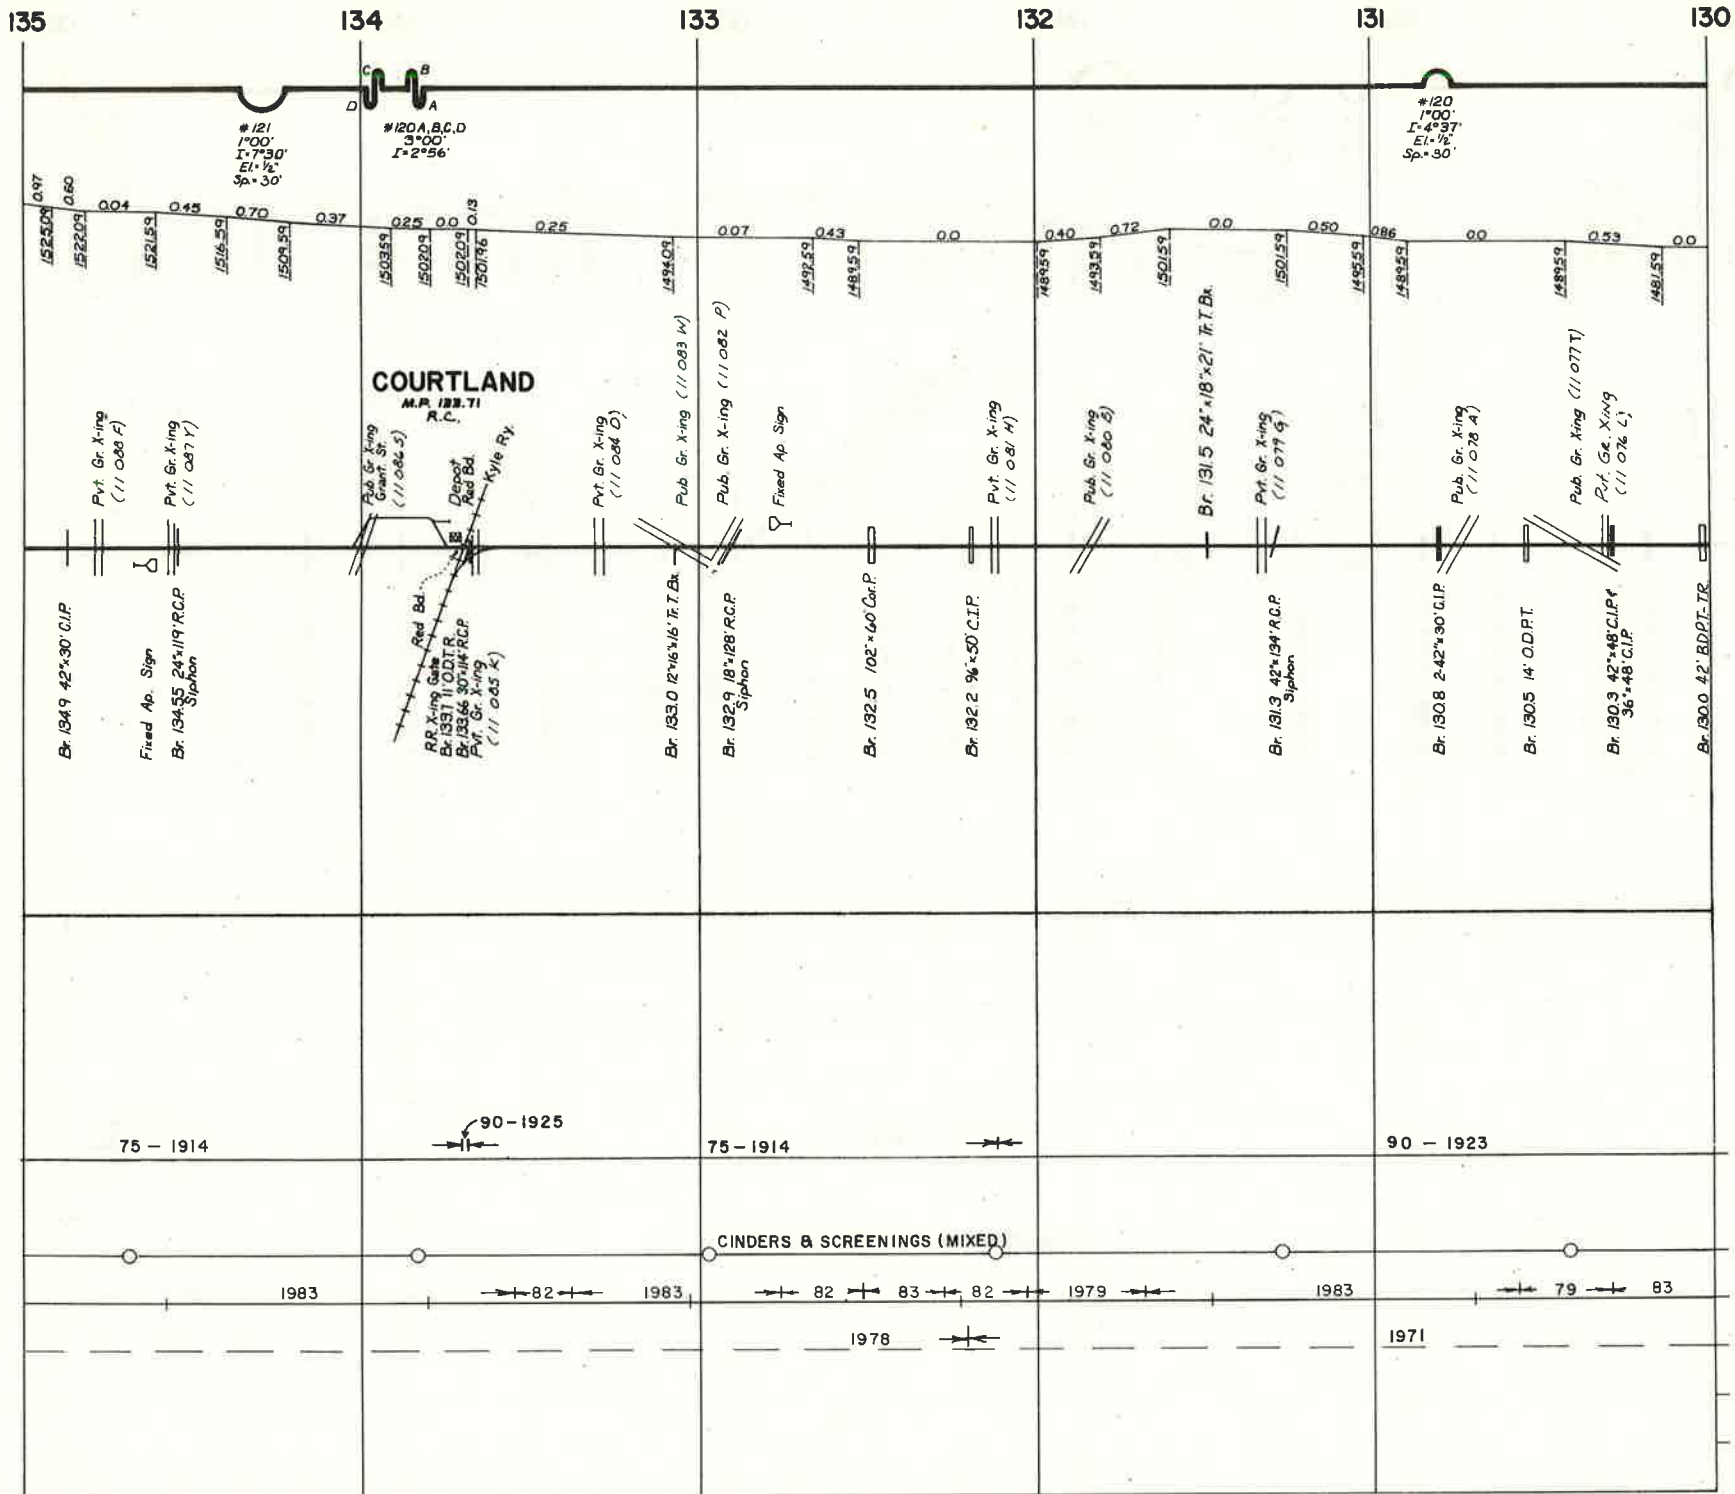 135 134 133 132 131 130
C B
D A
#121
1°00'
I=7°30'
El.=½"
Sp.=30'
#120A,B,C,D
3°00'
I=2°56'
#120
1°00'
I=4°37'
El.=½"
Sp.=30'
0.97 0.60 0.04 0.45 0.70 0.37 0.25 0.0 0.13 0.25 0.07 0.43 0.0 0.40 0.72 0.0 0.50 086 0.0 0.53 0.0
1525.09 1522.09 1521.59 1516.59 1509.59 1503.59 1502.09 1502.09 1501.96 1494.09 1492.59 1489.59 1489.59 1493.59 1501.59 1501.59 1495.59 1489.59 1489.59 1481.59
COURTLAND
M.P. 133.71
R.C.
Pvt. Gr. X-ing
(11 088 F)
Pvt. Gr. X-ing
(11 087 Y)
Pub. Gr. X-ing
Grant. St.
(11 086 S)
Depot
Red Bd.
Kyle Ry.
Pvt. Gr. X-ing
(11 084 D)
Pub Gr. X-ing (11 083 W)
Pub. Gr. X-ing (11 082 P)
Fixed Ap. Sign
Pvt. Gr. X-ing
(11 081 H)
Pub. Gr. X-ing
(11 080 B)
Br. 131.5 24"x18"x21' Tr. T. Bx.
Pvt. Gr. X-ing
(11 079 G)
Pub. Gr. X-ing
(11 078 A)
Pub. Gr. X-ing (11 077 T)
Pvt. Gr. Xing
(11 076 L)
Br. 134.9 42"x30' C.I.P.
Fixed Ap. Sign
Br. 134.55 24"x119' R.C.P.
Siphon
Red Bd.
RR. X-ing Gate
Br. 133.71 11' O.D.T.R.
Br. 133.66 30"x114' R.C.P.
Pvt. Gr. X-ing
(11 085 K)
Br. 133.0 12"x16"x16' Tr. T. Bx.
Br. 132.9 18"x128' R.C.P.
Siphon
Br. 132.5 102"x60' Cor. P.
Br. 132.2 96"x50' C.I.P.
Br. 131.3 42"x134' R.C.P.
Siphon
Br. 130.8 2-42"x30' C.I.P.
Br. 130.5 14' O.D.P.T.
Br. 130.3 42"x48' C.I.P. &
36"x48' C.I.P.
Br. 130.0 42' B.D.P.T.-TR.
90-1925
75 - 1914 75-1914 90 - 1923
CINDERS & SCREENINGS (MIXED)
1983 82 1983 82 83 82 1979 1983 79 83
1978 1971